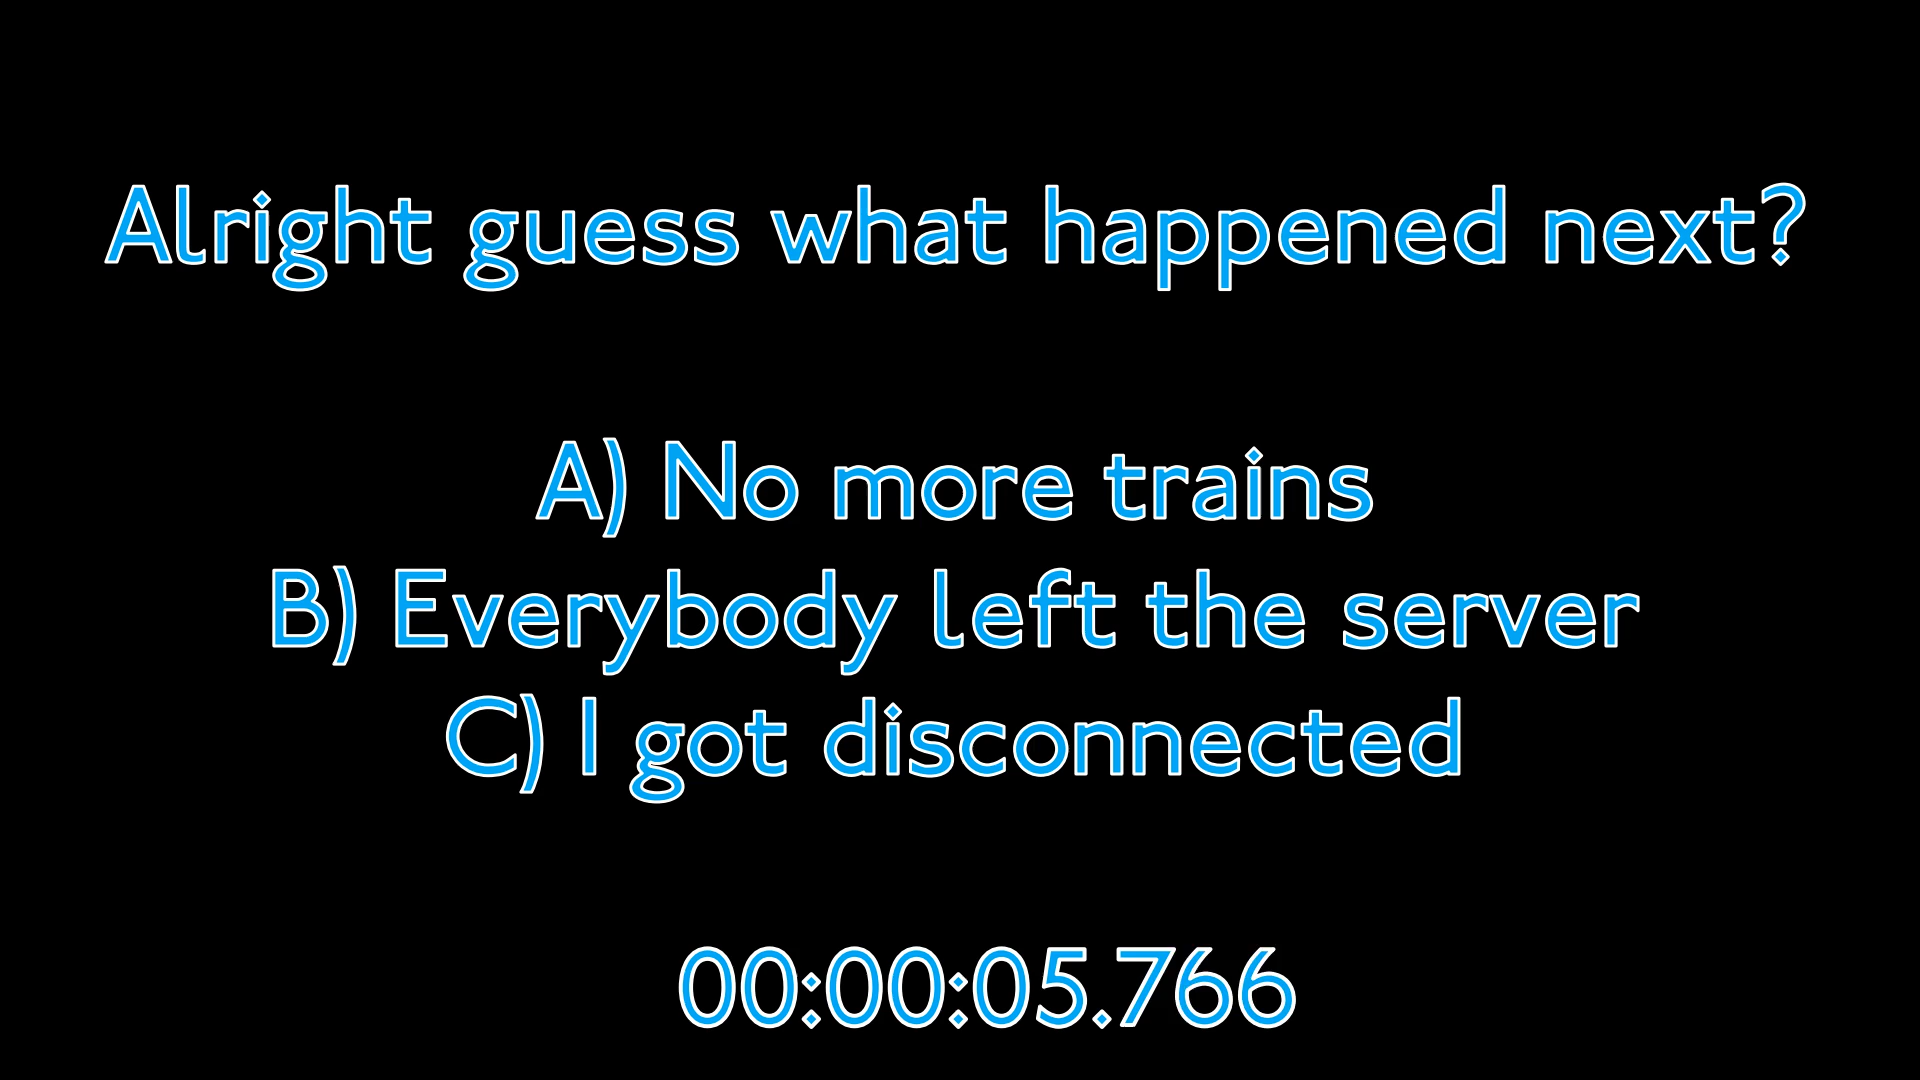 Alright guess what happened next?
A) No more trains
B) Everybody left the server
C) I got disconnected
00:00:05.766